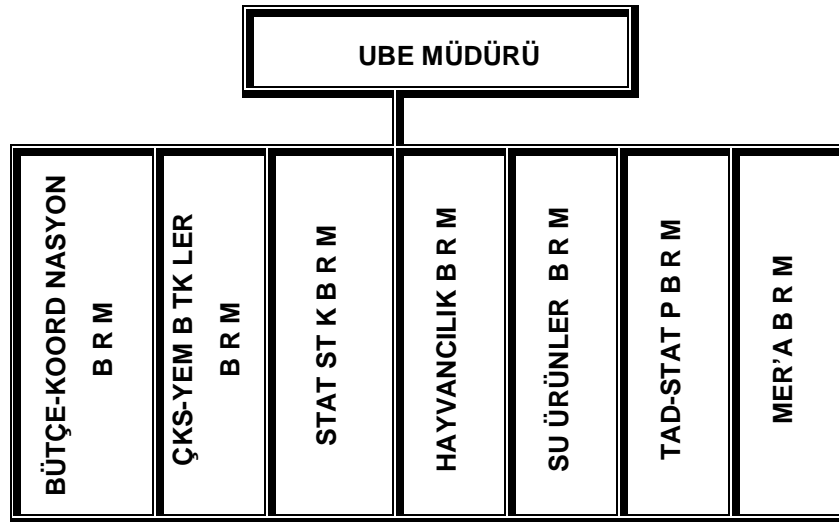 UBE MÜDÜRÜ
BÜTÇE-KOORD NASYON
B R M
ÇKS-YEM B TK LER
B R M
STAT ST K B R M
HAYVANCILIK B R M
SU ÜRÜNLER B R M
TAD-STAT P B R M
MER'A B R M